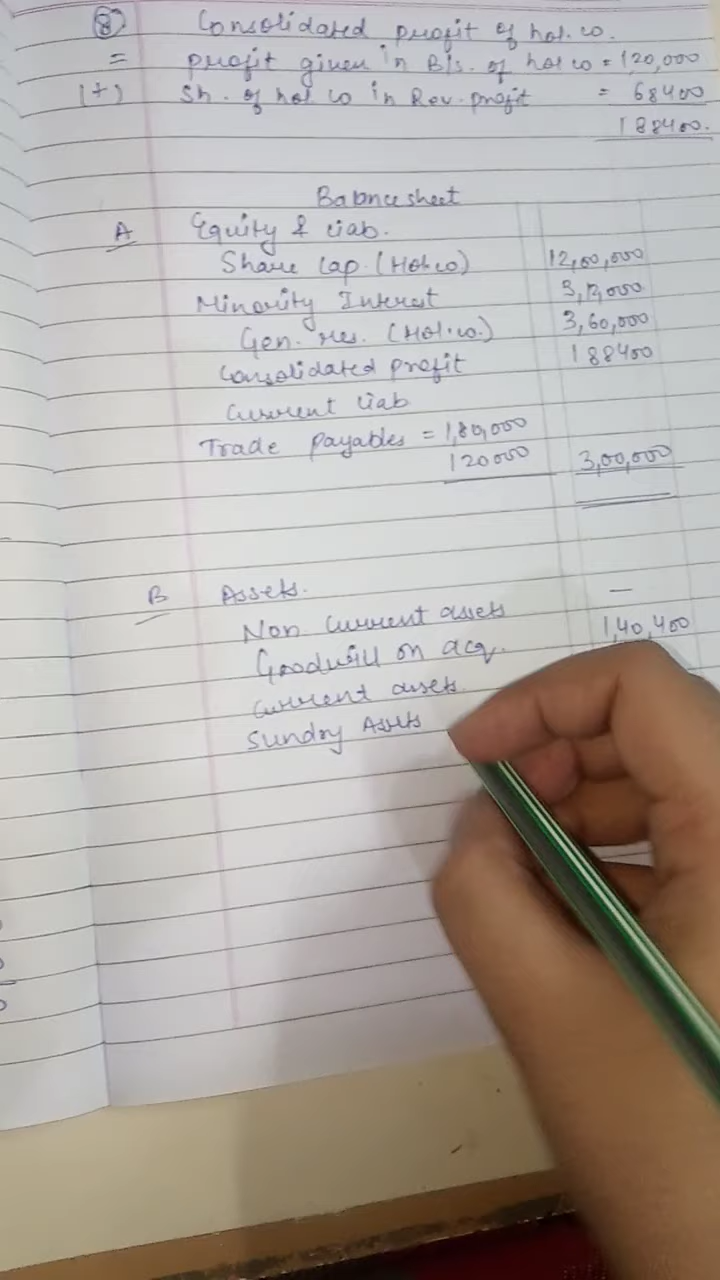 (8) Consolidated profit of hol. co.
= profit given in B/s. of hol co = 120,000
(+) Sh. of hol co in Rev. profit = 68400
188400.
Balance sheet
A Equity & Liab.
Share Cap. (Hol.co) 12,00,000
Minority Interest 3,12,000
Gen. res. (Hol.co.) 3,60,000
Consolidated profit 188400
Current Liab
Trade payables = 1,80,000
120000 3,00,000
B Assets.
Non Current assets —
Goodwill on acq. 1,40,400
Current assets.
Sundry Assets